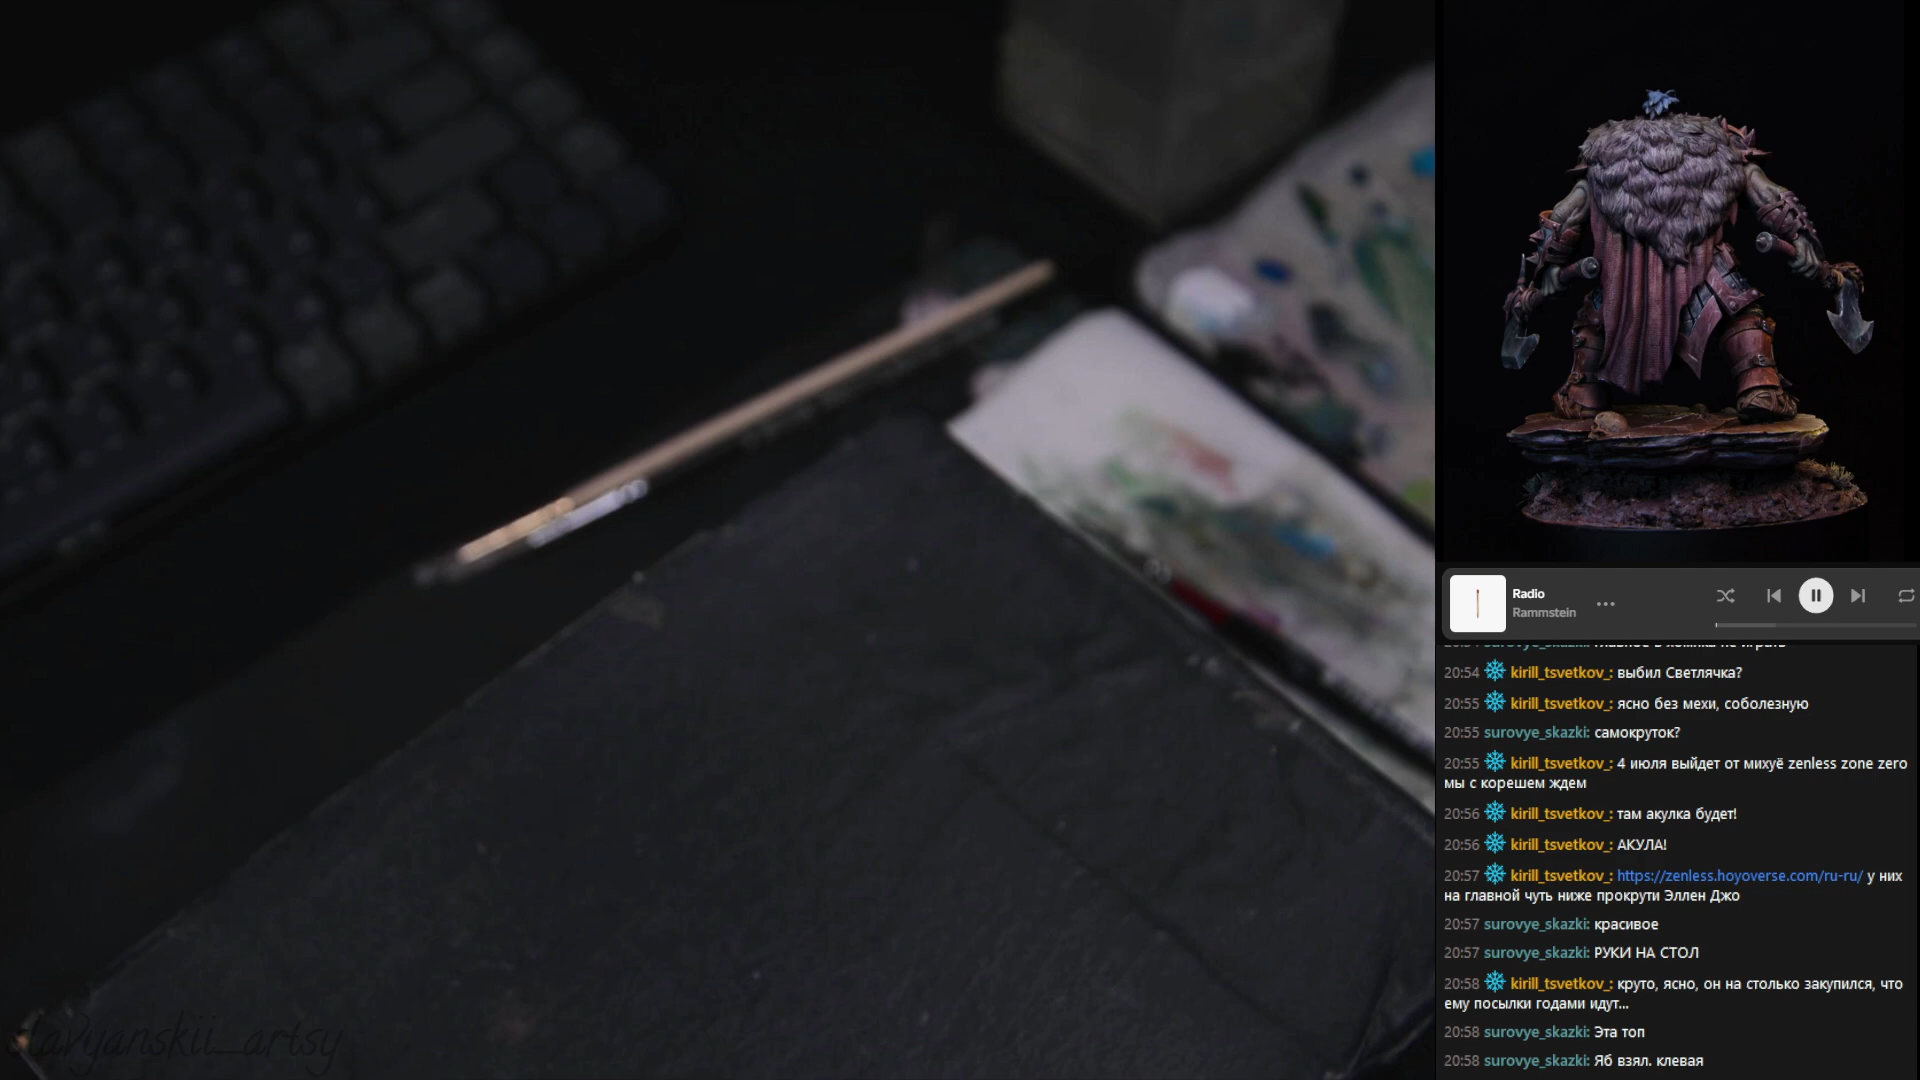 Radio
Rammstein
20:54 kirill_tsvetkov_: выбил Светлячка?
20:55 kirill_tsvetkov_: ясно без мехи, соболезную
20:55 surovye_skazki: самокруток?
20:55 kirill_tsvetkov_: 4 июля выйдет от михуё zenless zone zero
мы с корешем ждем
20:56 kirill_tsvetkov_: там акулка будет!
20:56 kirill_tsvetkov_: АКУЛА!
20:57 kirill_tsvetkov_: https://zenless.hoyoverse.com/ru-ru/ у них
на главной чуть ниже прокрути Эллен Джо
20:57 surovye_skazki: красивое
20:57 surovye_skazki: РУКИ НА СТОЛ
20:58 kirill_tsvetkov_: круто, ясно, он на столько закупился, что
ему посылки годами идут...
20:58 surovye_skazki: Эта топ
20:58 surovye_skazki: Яб взял. клевая
slavyanskii_artsy